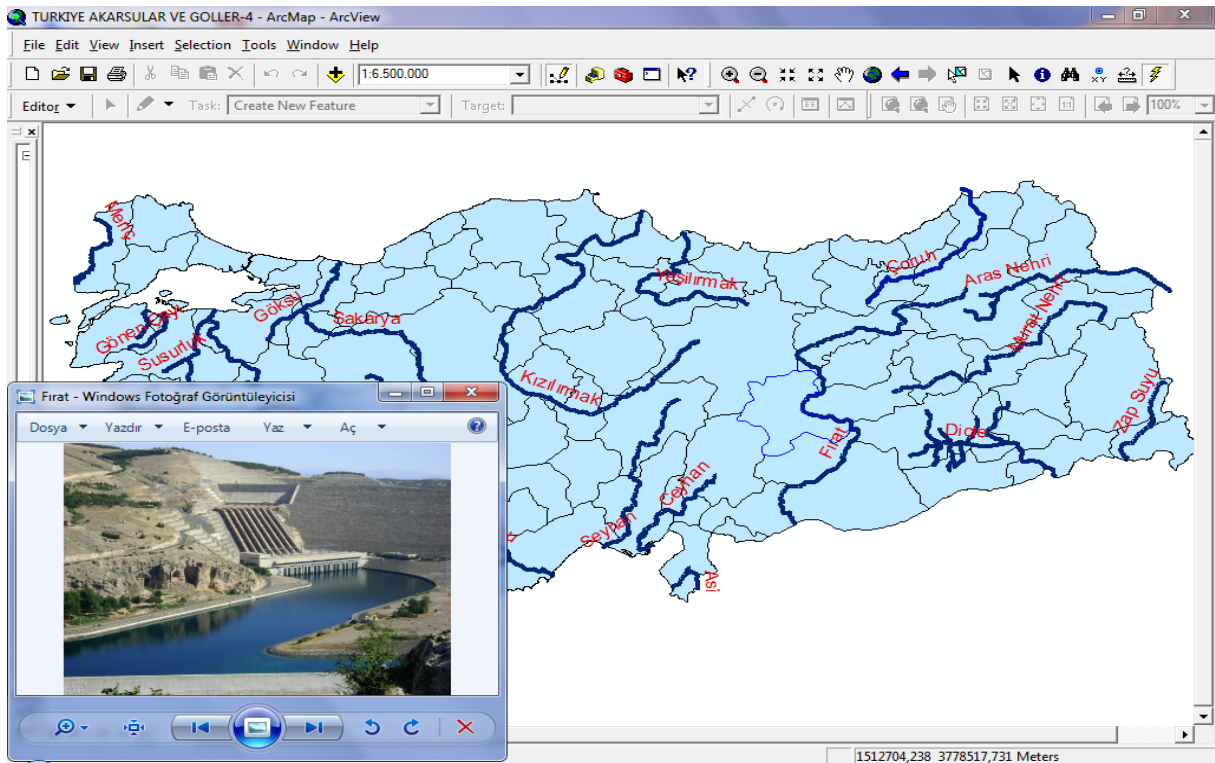 TURKIYE AKARSULAR VE GOLLER-4 - ArcMap - ArcView
File Edit View Insert Selection Tools Window Help
1:6.500.000
Editor Task: Create New Feature Target: 100%
Meriç
Çoruh
Aras Nehri
Yeşilırmak
Murat Nehri
Gönen Çayı
Göksu
Sakarya
Susurluk
Kızılırmak
Zap Suyu
Fırat
Dicle
Ceyhan
Seyhan
Asi
Fırat - Windows Fotoğraf Görüntüleyicisi
Dosya Yazdır E-posta Yaz Aç
1512704,238 3778517,731 Meters